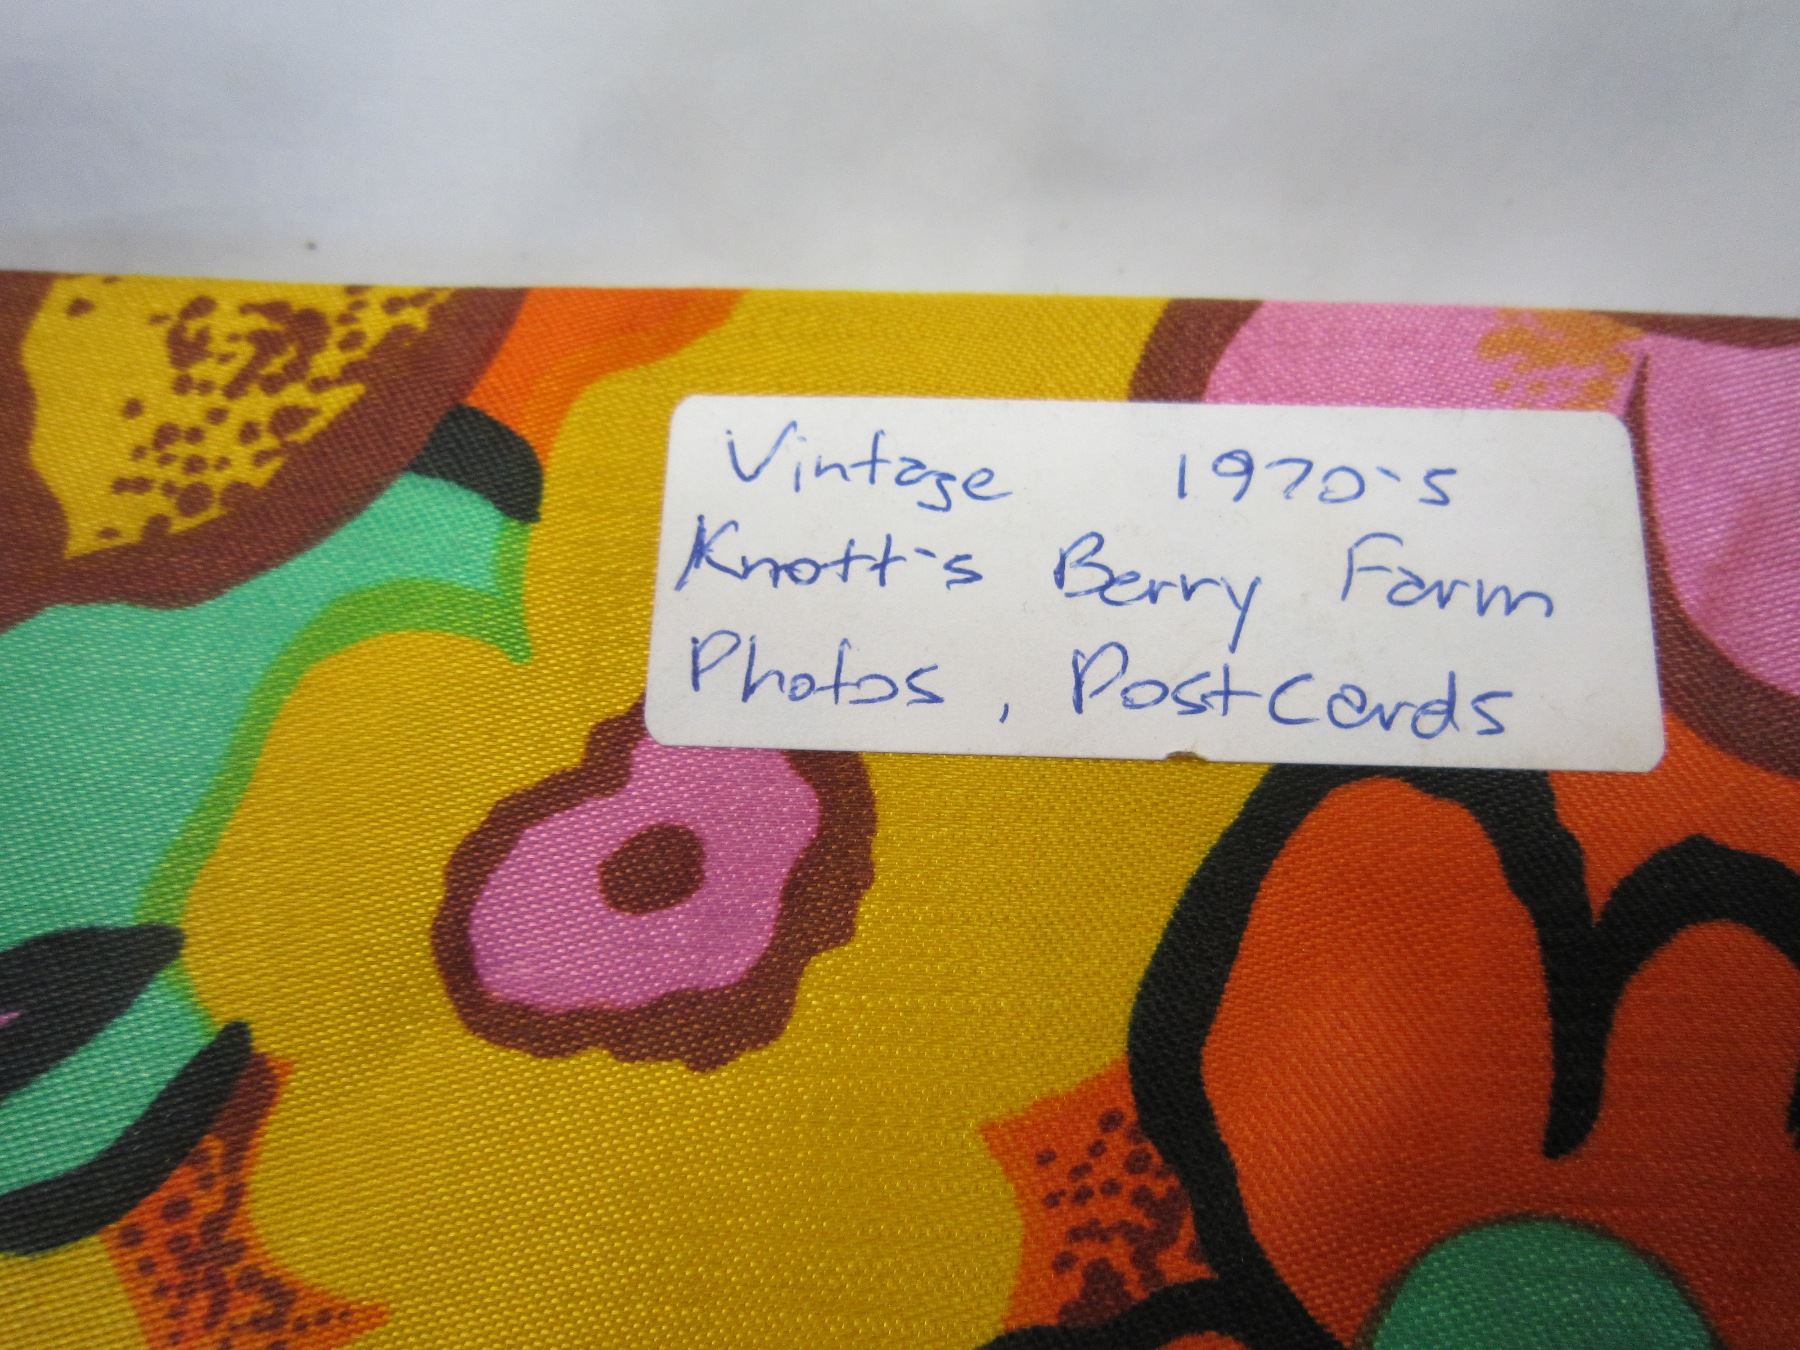 Vintage 1970's
Knott's Berry Farm
Photos, Postcards